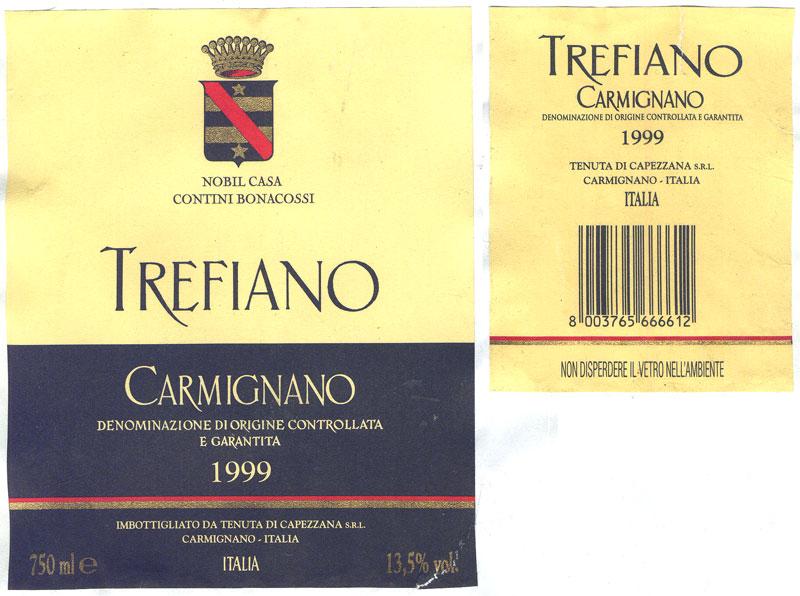 NOBIL CASA
CONTINI BONACOSSI
TREFIANO
CARMIGNANO
DENOMINAZIONE DI ORIGINE CONTROLLATA
E GARANTITA
1999
IMBOTTIGLIATO DA TENUTA DI CAPEZZANA S.R.L.
CARMIGNANO - ITALIA
750 ml e ITALIA 13,5% vol.
TREFIANO
CARMIGNANO
DENOMINAZIONE DI ORIGINE CONTROLLATA E GARANTITA
1999
TENUTA DI CAPEZZANA S.R.L.
CARMIGNANO - ITALIA
ITALIA
8 003765 666612
NON DISPERDERE IL VETRO NELL'AMBIENTE